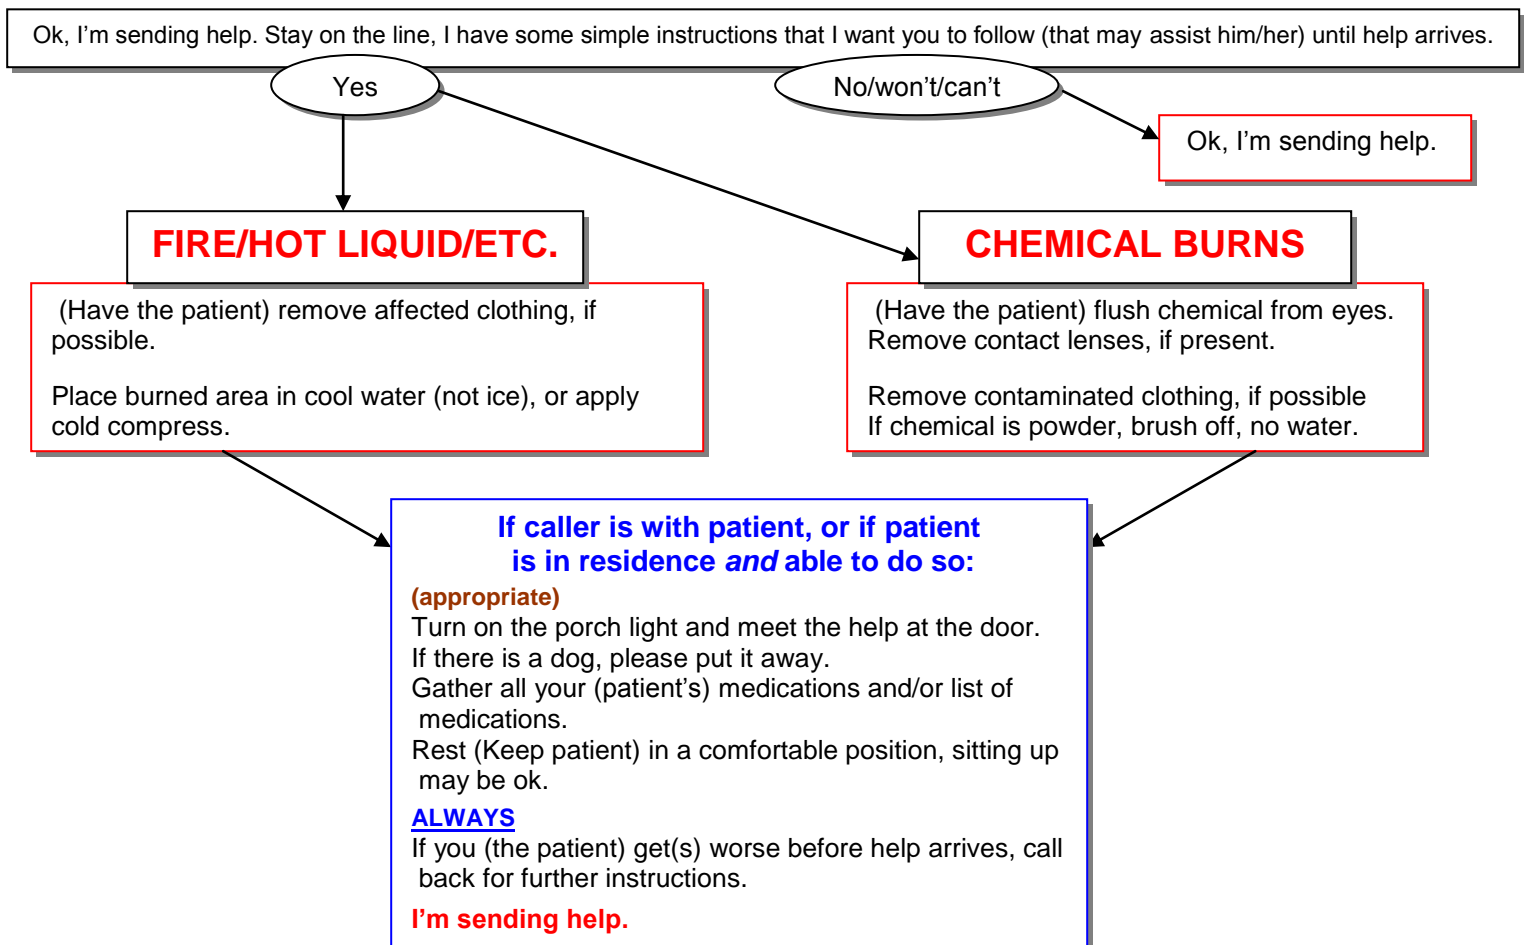 Ok, I'm sending help. Stay on the line, I have some simple instructions that I want you to follow (that may assist him/her) until help arrives.
Yes
No/won't/can't
Ok, I'm sending help.
FIRE/HOT LIQUID/ETC.
(Have the patient) remove affected clothing, if
possible.
Place burned area in cool water (not ice), or apply
cold compress.
CHEMICAL BURNS
(Have the patient) flush chemical from eyes.
Remove contact lenses, if present.
Remove contaminated clothing, if possible
If chemical is powder, brush off, no water.
If caller is with patient, or if patient
is in residence and able to do so:
(appropriate)
Turn on the porch light and meet the help at the door.
If there is a dog, please put it away.
Gather all your (patient's) medications and/or list of
medications.
Rest (Keep patient) in a comfortable position, sitting up
may be ok.
ALWAYS
If you (the patient) get(s) worse before help arrives, call
back for further instructions.
I'm sending help.